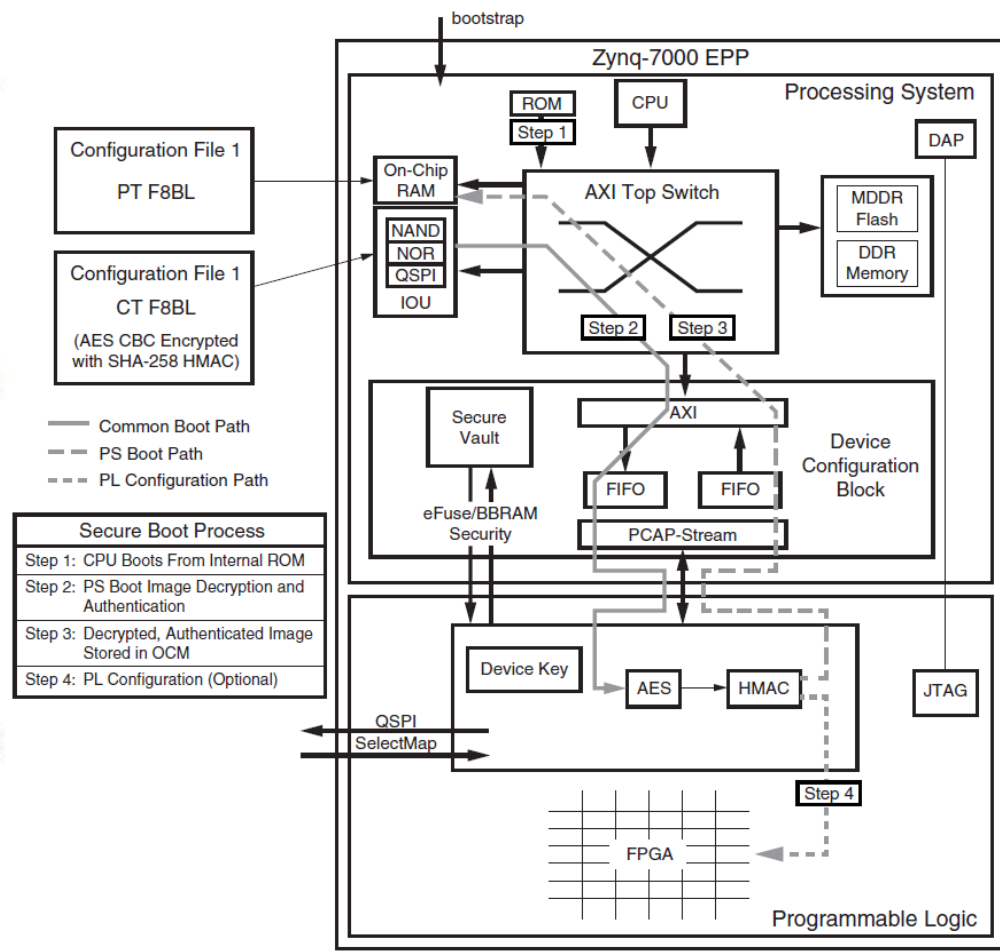 bootstrap
Zynq-7000 EPP
Processing System
ROM
Step 1
CPU
DAP
Configuration File 1
PT F8BL
On-Chip
RAM
AXI Top Switch
MDDR
Flash
DDR
Memory
NAND
NOR
QSPI
IOU
Configuration File 1
CT F8BL
(AES CBC Encrypted
with SHA-258 HMAC)
Step 2
Step 3
Common Boot Path
PS Boot Path
PL Configuration Path
Secure
Vault
AXI
FIFO
FIFO
Device
Configuration
Block
eFuse/BBRAM
Security
PCAP-Stream
Secure Boot Process
Step 1: CPU Boots From Internal ROM
Step 2: PS Boot Image Decryption and
Authentication
Step 3: Decrypted, Authenticated Image
Stored in OCM
Step 4: PL Configuration (Optional)
Device Key
AES
HMAC
JTAG
QSPI
SelectMap
Step 4
FPGA
Programmable Logic